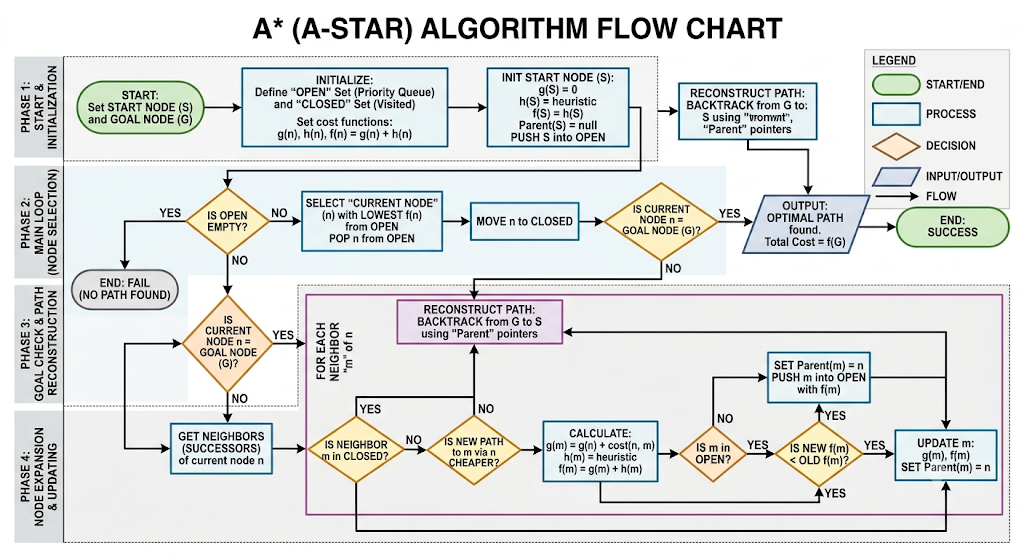 A* (A-STAR) ALGORITHM FLOW CHART
PHASE 1:
START &
INITIALIZATION
START:
Set START NODE (S)
and GOAL NODE (G)
INITIALIZE:
Define "OPEN" Set (Priority Queue)
and "CLOSED" Set (Visited)
Set cost functions:
g(n), h(n), f(n) = g(n) + h(n)
INIT START NODE (S):
g(S) = 0
h(S) = heuristic
f(S) = h(S)
Parent(S) = null
PUSH S into OPEN
RECONSTRUCT PATH:
BACKTRACK from G to:
S using
"Parent" pointers
LEGEND
START/END
PROCESS
DECISION
INPUT/OUTPUT
FLOW
PHASE 2:
MAIN LOOP
(NODE SELECTION)
YES
IS OPEN
EMPTY?
NO
SELECT "CURRENT NODE"
(n) with LOWEST f(n)
from OPEN
POP n from OPEN
MOVE n to CLOSED
IS CURRENT
NODE n =
GOAL NODE (G)?
YES
OUTPUT:
OPTIMAL PATH
found.
Total Cost = f(G)
END:
SUCCESS
NO
NO
END: FAIL
(NO PATH FOUND)
PHASE 3:
GOAL CHECK & PATH
RECONSTRUCTION
IS
CURRENT
NODE n =
GOAL NODE
(G)?
YES
NO
FOR EACH
NEIGHBOR
"m" of n
RECONSTRUCT PATH:
BACKTRACK from G to S
using "Parent" pointers
SET Parent(m) = n
PUSH m into OPEN
with f(m)
PHASE 4:
NODE EXPANSION
& UPDATING
GET NEIGHBORS
(SUCCESSORS)
of current node n
YES
IS NEIGHBOR
m in CLOSED?
NO
NO
IS NEW PATH
to m via n
CHEAPER?
CALCULATE:
g(m) = g(n) + cost(n, m)
h(m) = heuristic
f(m) = g(m) + h(m)
NO
IS m in
OPEN?
YES
YES
IS NEW f(m)
< OLD f(m)?
YES
YES
UPDATE m:
g(m), f(m)
SET Parent(m) = n